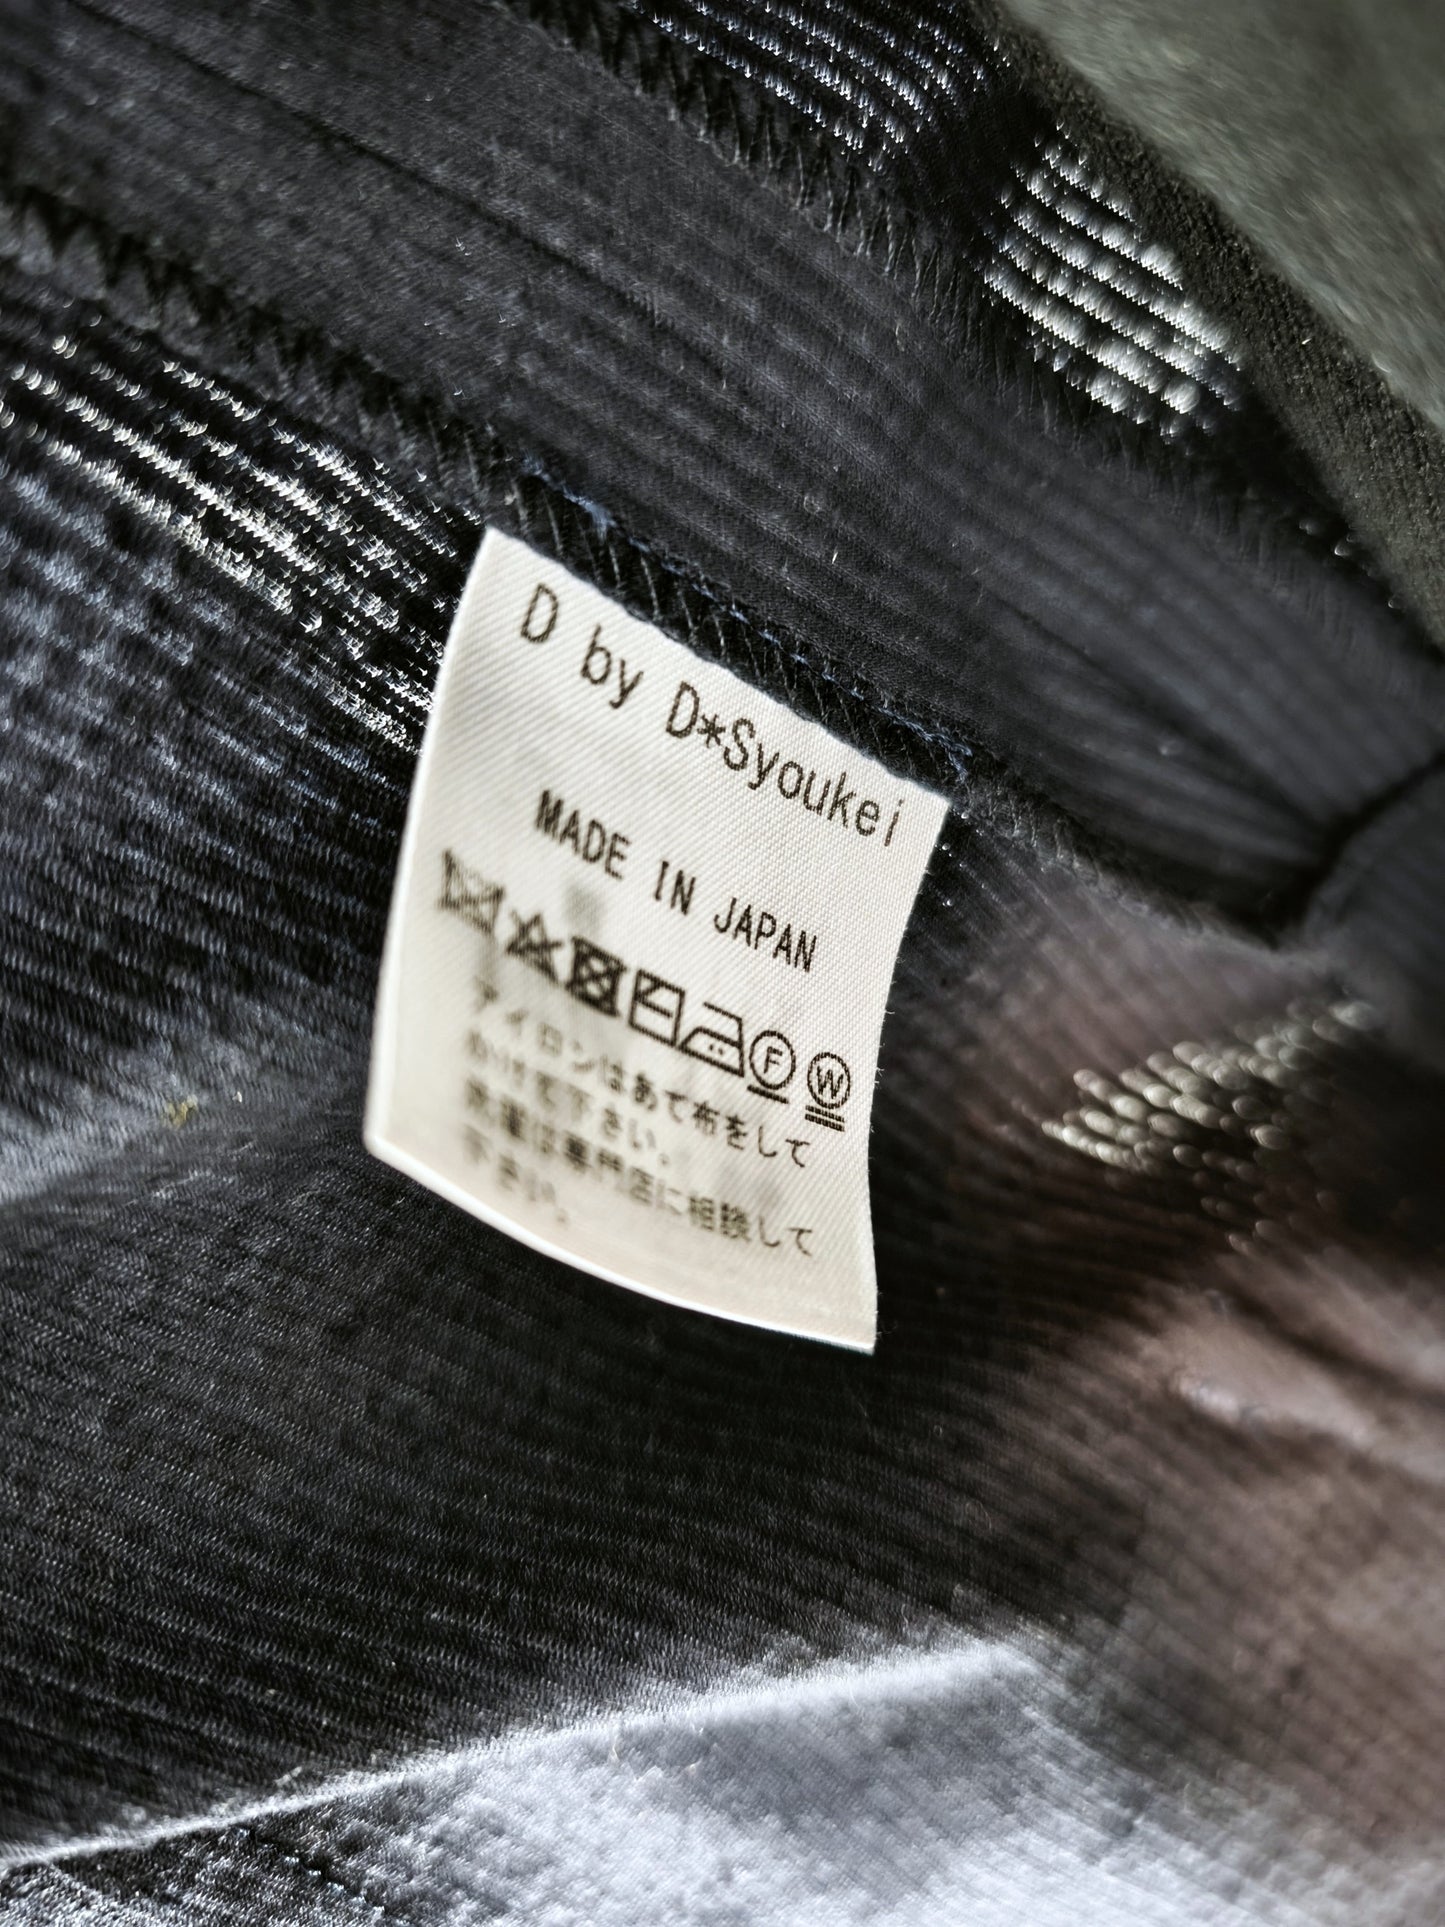 D by D*Syoukei
MADE IN JAPAN
F W
アイロンはあて布をして
かけて下さい。
洗濯は専門店に相談して
下さい。